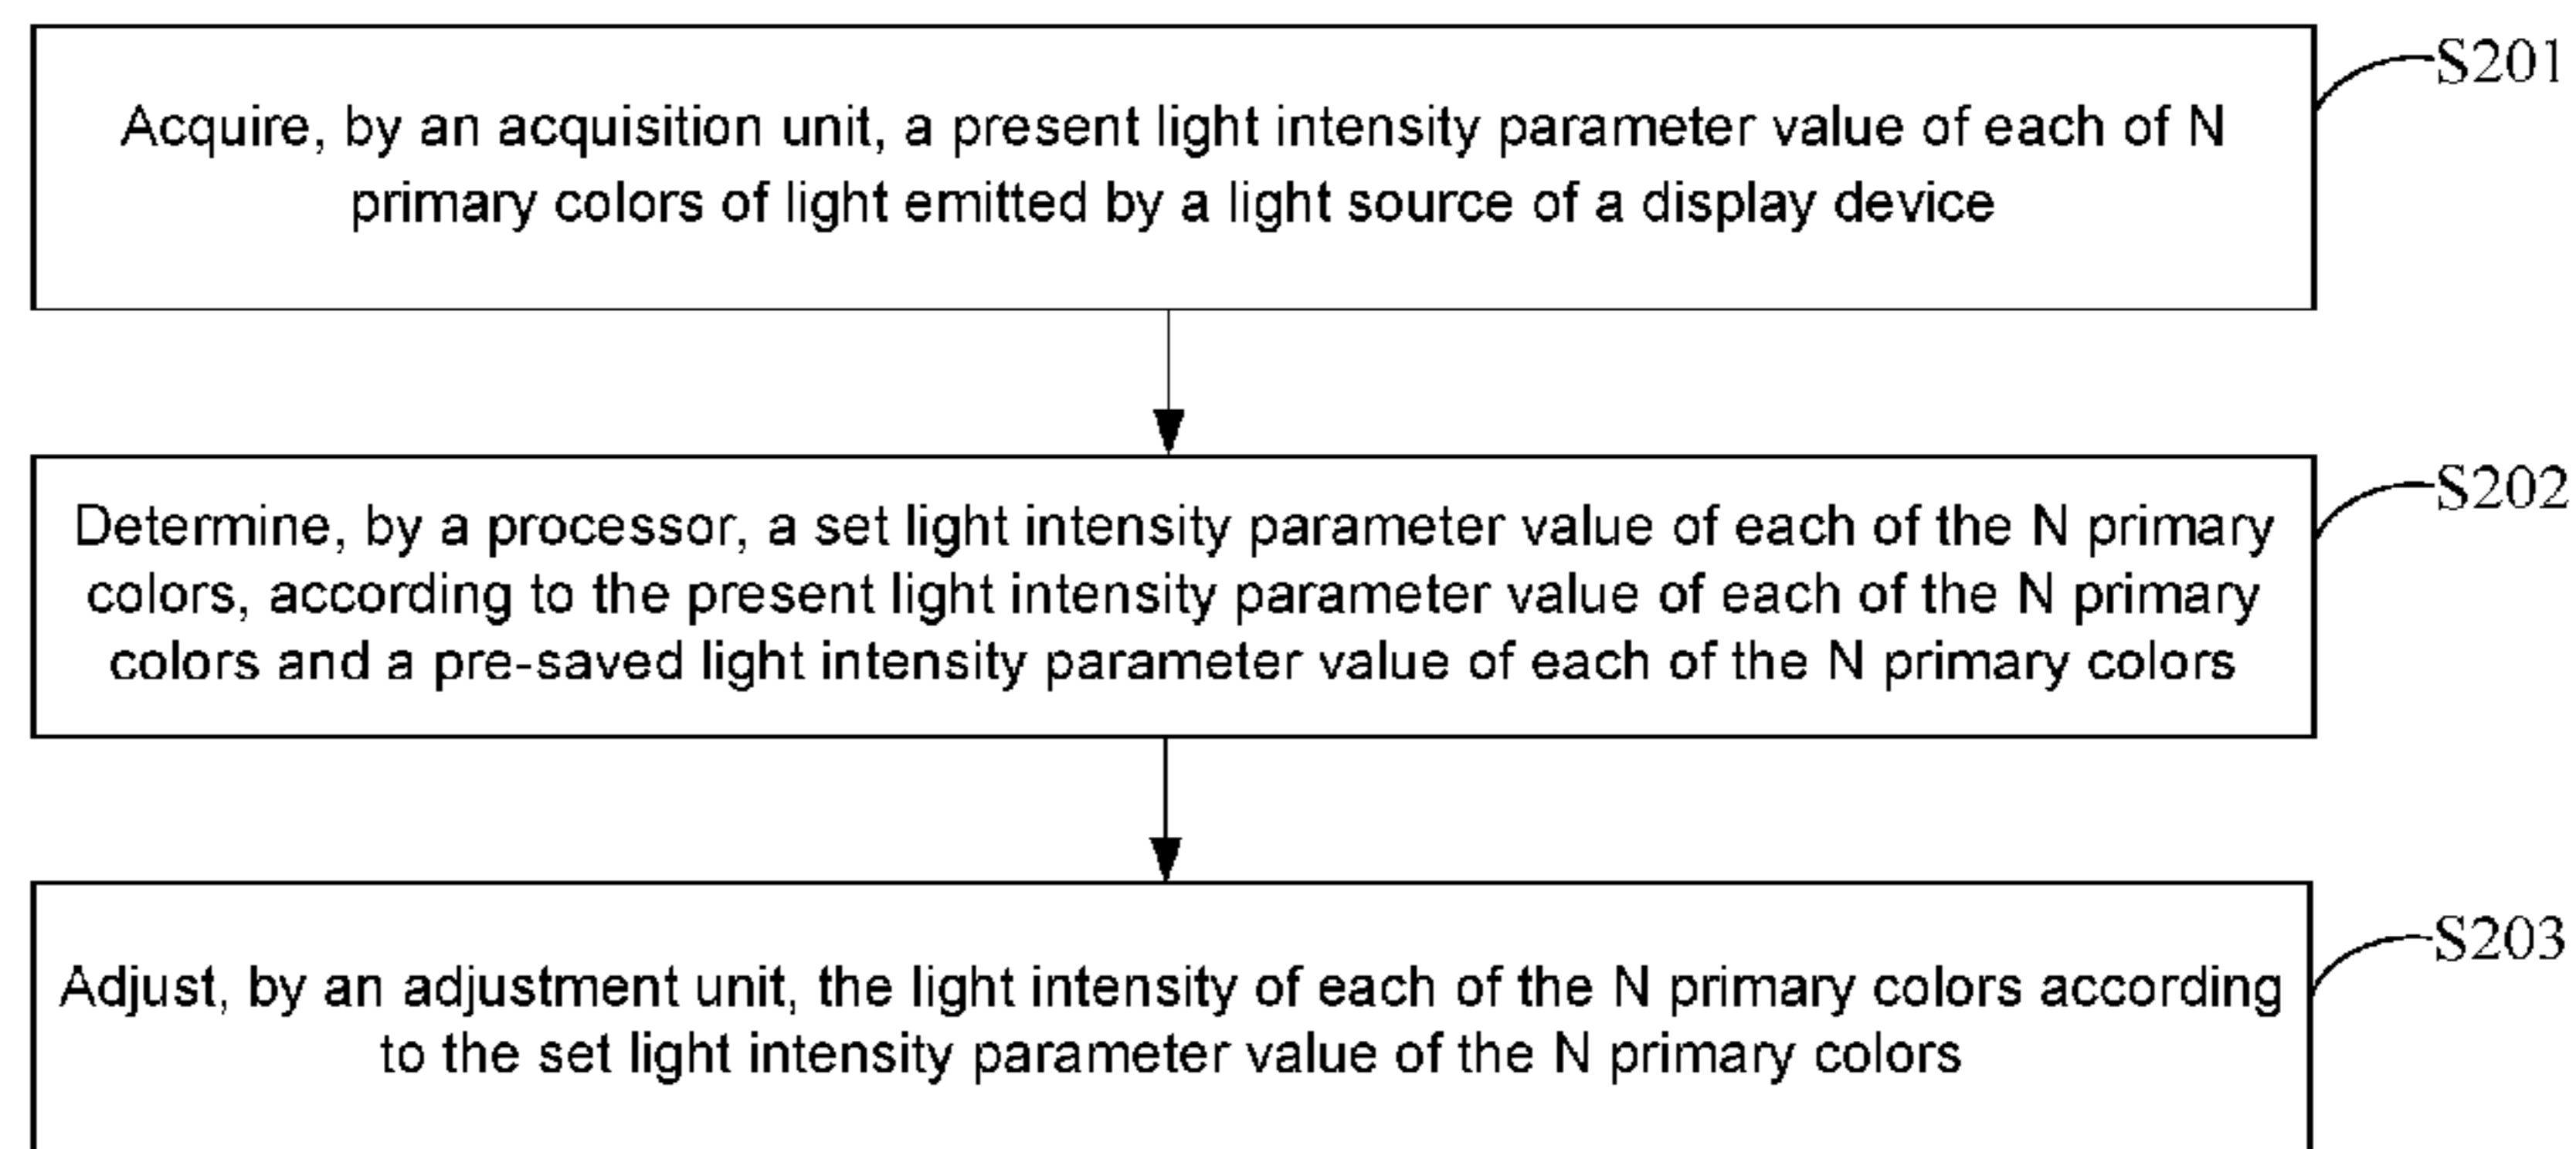 S201
Acquire, by an acquisition unit, a present light intensity parameter value of each of N
primary colors of light emitted by a light source of a display device
S202
Determine, by a processor, a set light intensity parameter value of each of the N primary
colors, according to the present light intensity parameter value of each of the N primary
colors and a pre-saved light intensity parameter value of each of the N primary colors
S203
Adjust, by an adjustment unit, the light intensity of each of the N primary colors according
to the set light intensity parameter value of the N primary colors